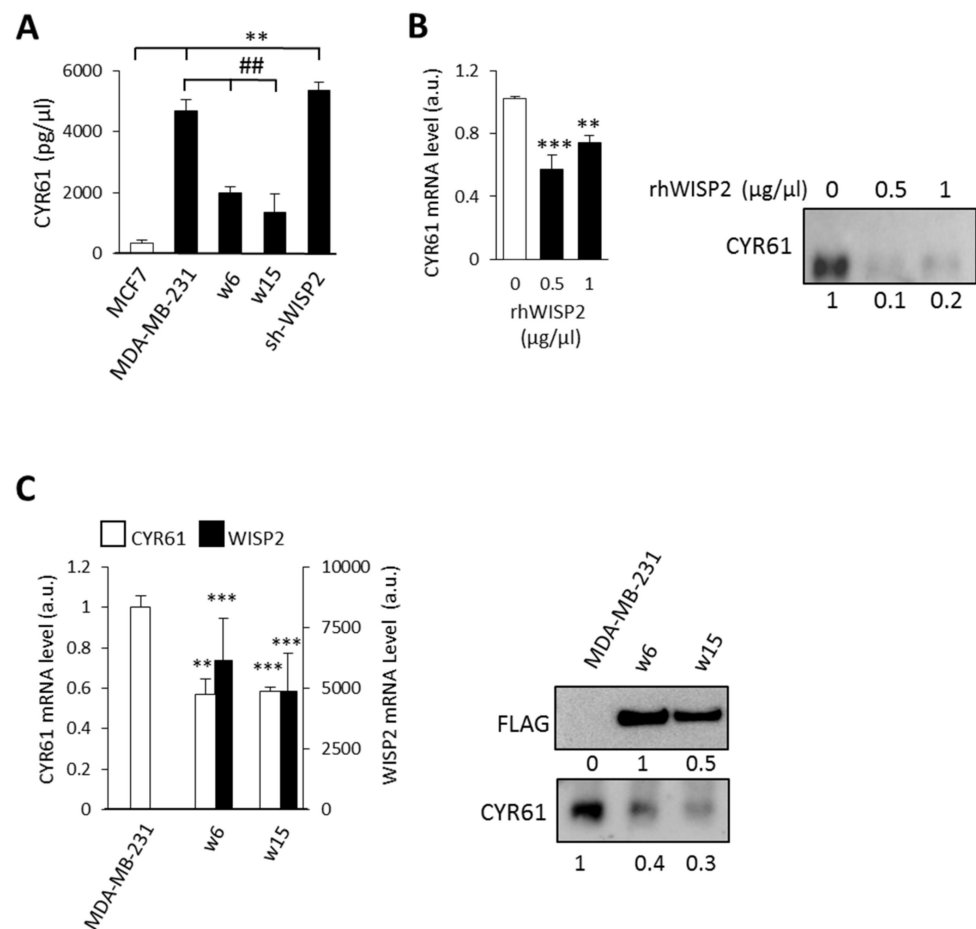 A
**
##
6000
4000
2000
0
CYR61 (pg/µl)
MCF7
MDA-MB-231
w6
w15
sh-WISP2
B
1.2
0.8
0.4
0
CYR61 mRNA level (a.u.)
***
**
0 0.5 1
rhWISP2
(µg/µl)
rhWISP2 (µg/µl) 0 0.5 1
CYR61
1 0.1 0.2
C
CYR61 WISP2
1.2
1
0.8
0.6
0.4
0.2
0
CYR61 mRNA level (a.u.)
***
**
***
***
10000
7500
5000
2500
0
WISP2 mRNA Level (a.u.)
MDA-MB-231
w6
w15
MDA-MB-231
w6
w15
FLAG
0 1 0.5
CYR61
1 0.4 0.3